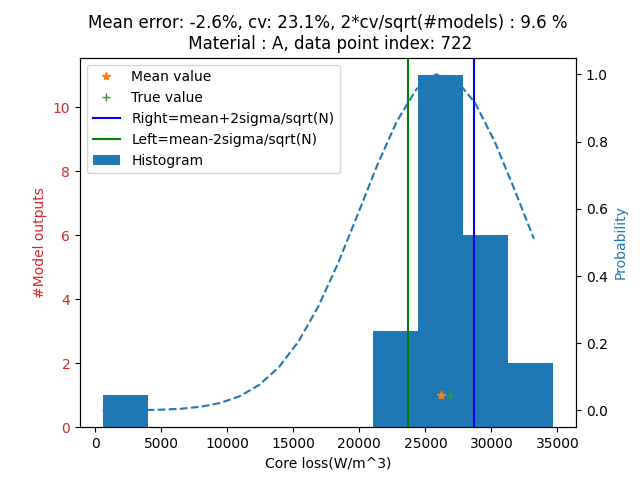 Mean error: -2.6%, cv: 23.1%, 2*cv/sqrt(#models) : 9.6 %
Material : A, data point index: 722
Mean value
True value
Right=mean+2sigma/sqrt(N)
Left=mean-2sigma/sqrt(N)
Histogram
#Model outputs
10
8
6
4
2
0
1.0
0.8
0.6
0.4
0.2
0.0
Probability
0 5000 10000 15000 20000 25000 30000 35000
Core loss(W/m^3)